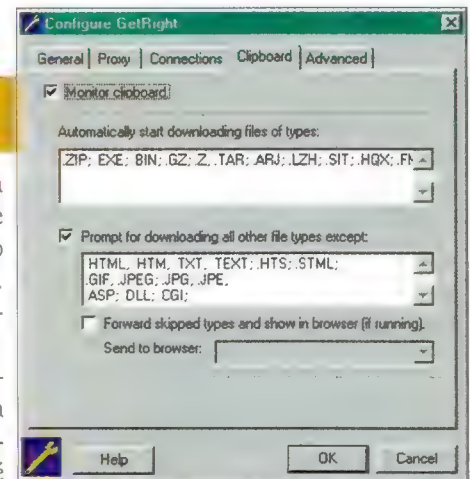 Configure GetRight
General Proxy Connections Clipboard Advanced
Monitor clipboard
Automatically start downloading files of types:
.ZIP; EXE; BIN; .GZ; Z, .TAR; .ARJ; .LZH; .SIT; .HQX;
Prompt for downloading all other file types except:
HTML, HTM, TXT, TEXT; .HTS; .STML;
.GIF, .JPEG; .JPG, .JPE,
ASP; DLL; CGI;
Forward skipped types and show in browser (if running).
Send to browser:
Help OK Cancel